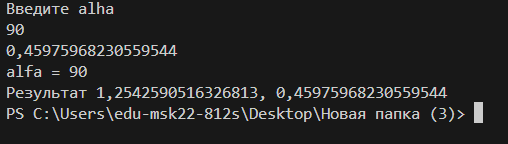 Введите alha
90
0,45975968230559544
alfa = 90
Результат 1,2542590516326813, 0,45975968230559544
PS C:\Users\edu-msk22-812s\Desktop\Новая папка (3)>